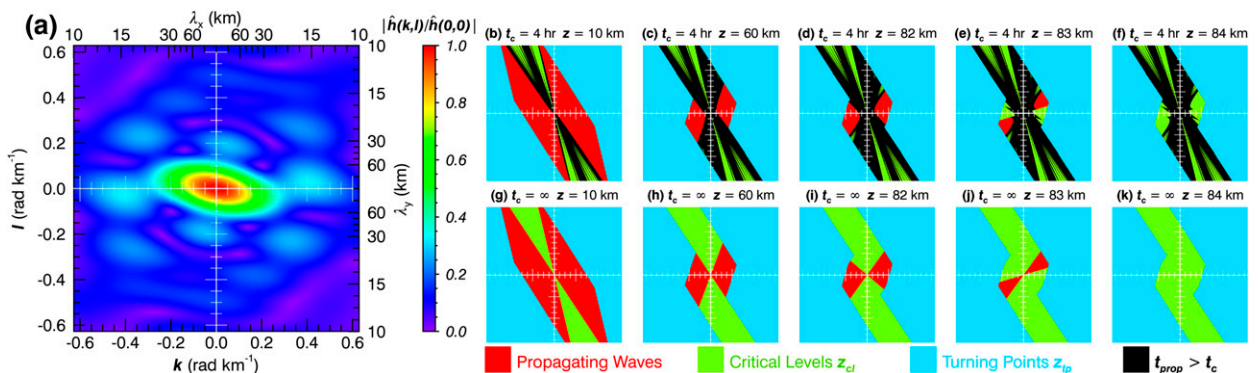 (a)
λx (km)
10 15 30 60 60 30 15 10
|ĥ(k,l)/ĥ(0,0)|
0.6
0.4
0.2
0.0
-0.2
-0.4
-0.6
l (rad km-1)
10
15
30
60
60
30
15
10
λy (km)
1.0
0.8
0.6
0.4
0.2
0.0
-0.6 -0.4 -0.2 0.0 0.2 0.4 0.6
k (rad km-1)
(b) tc = 4 hr z = 10 km
(c) tc = 4 hr z = 60 km
(d) tc = 4 hr z = 82 km
(e) tc = 4 hr z = 83 km
(f) tc = 4 hr z = 84 km
(g) tc = ∞ z = 10 km
(h) tc = ∞ z = 60 km
(i) tc = ∞ z = 82 km
(j) tc = ∞ z = 83 km
(k) tc = ∞ z = 84 km
Propagating Waves
Critical Levels zcl
Turning Points ztp
tprop > tc